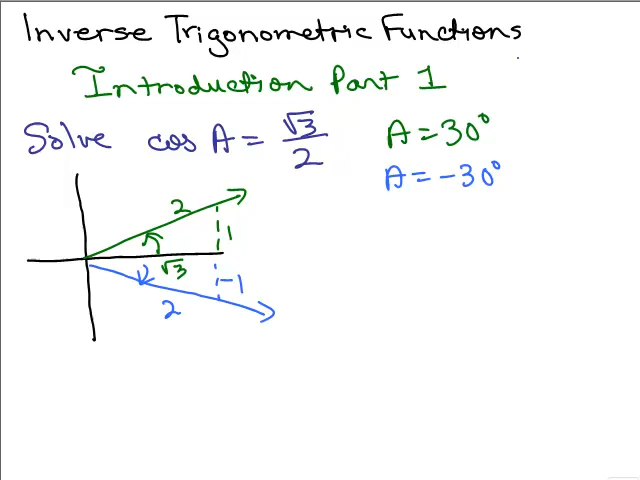 Inverse Trigonometric Functions
Introduction Part 1
Solve cos A = √3/2
A = 30°
A = -30°
2
1
√3
-1
2